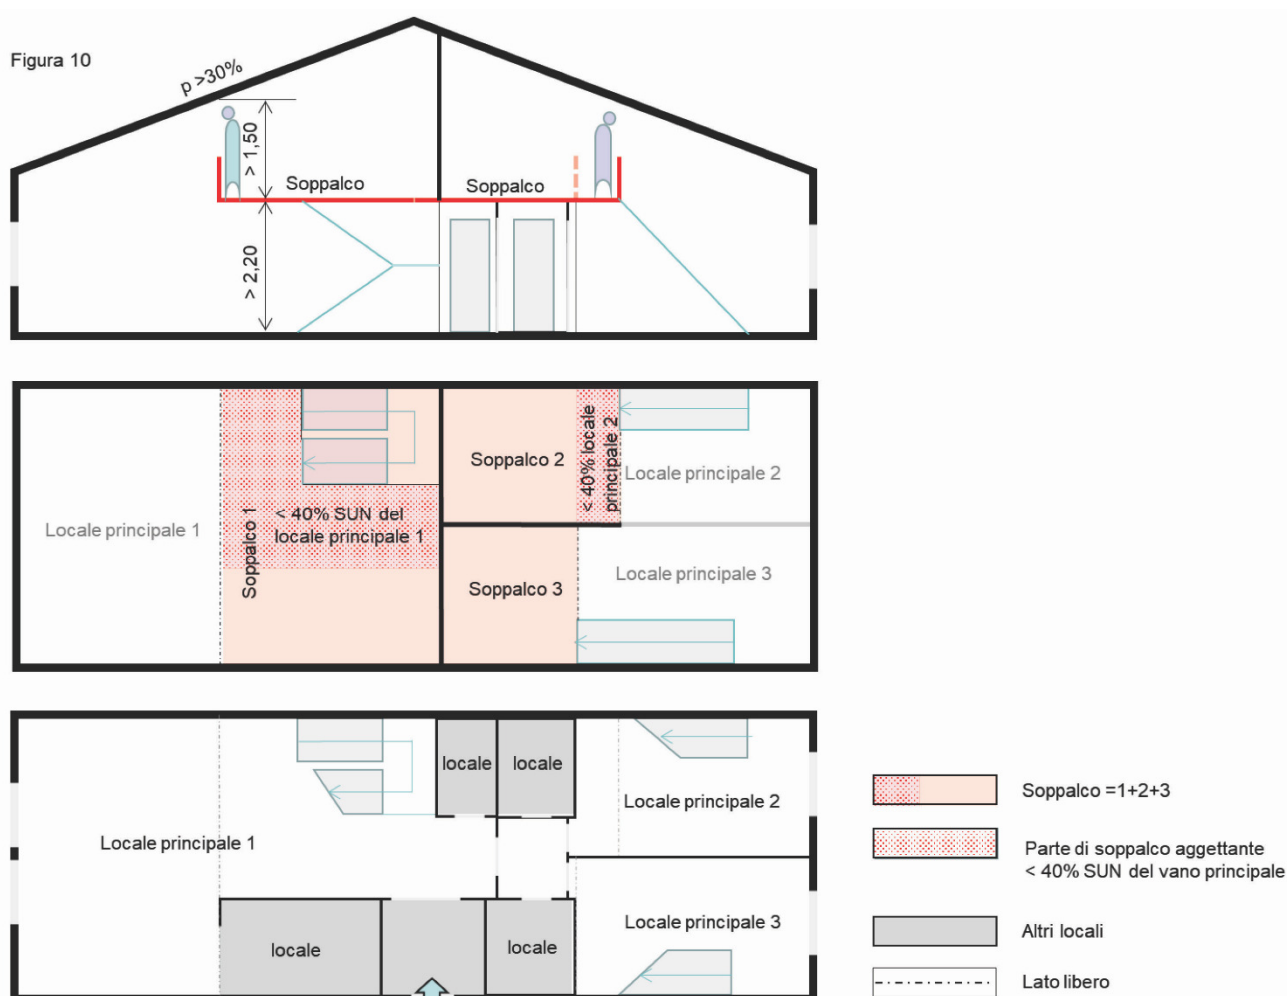 Figura 10
p >30%
> 1,50
Soppalco
Soppalco
> 2,20
Locale principale 1
Soppalco 1
< 40% SUN del
locale principale 1
Soppalco 2
< 40% locale
principale 2
Locale principale 2
Soppalco 3
Locale principale 3
locale
locale
Locale principale 2
Locale principale 1
locale
locale
Locale principale 3
Soppalco =1+2+3
Parte di soppalco aggettante
< 40% SUN del vano principale
Altri locali
Lato libero